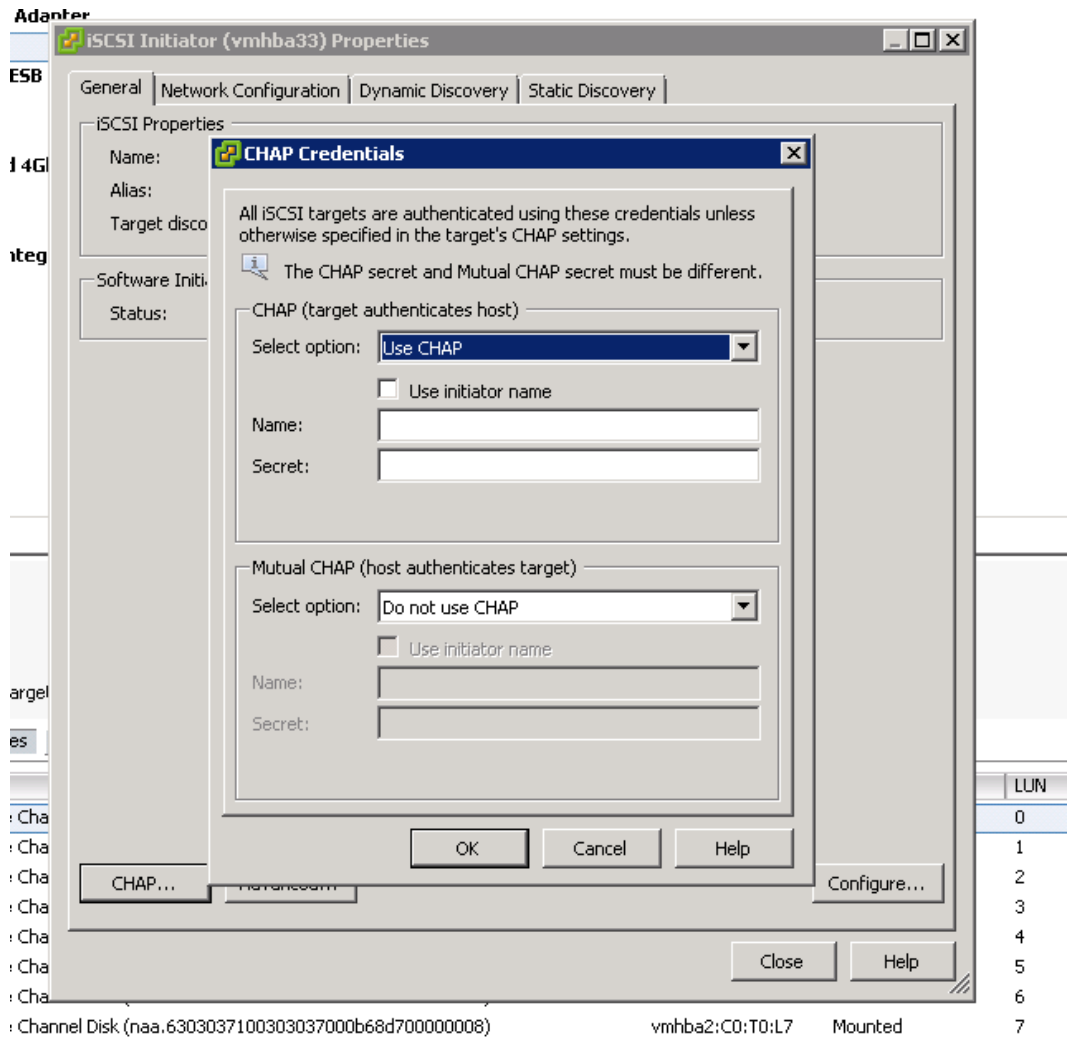 Adapter
iSCSI Initiator (vmhba33) Properties
ESB
General Network Configuration Dynamic Discovery Static Discovery
iSCSI Properties
Name:
CHAP Credentials
d 4Gl
Alias:
All iSCSI targets are authenticated using these credentials unless
Target disco
otherwise specified in the target's CHAP settings.
nteg
The CHAP secret and Mutual CHAP secret must be different.
Software Initi
CHAP (target authenticates host)
Status:
Select option: Use CHAP
Use initiator name
Name:
Secret:
Mutual CHAP (host authenticates target)
Select option: Do not use CHAP
Use initiator name
Name:
Secret:
arget
es
LUN
e Cha 0
OK Cancel Help
e Cha 1
e Cha 2
CHAP... Configure...
e Cha 3
e Cha 4
Close Help
e Cha 5
e Cha 6
e Channel Disk (naa.6303037100303037000b68d700000008) vmhba2:C0:T0:L7 Mounted 7